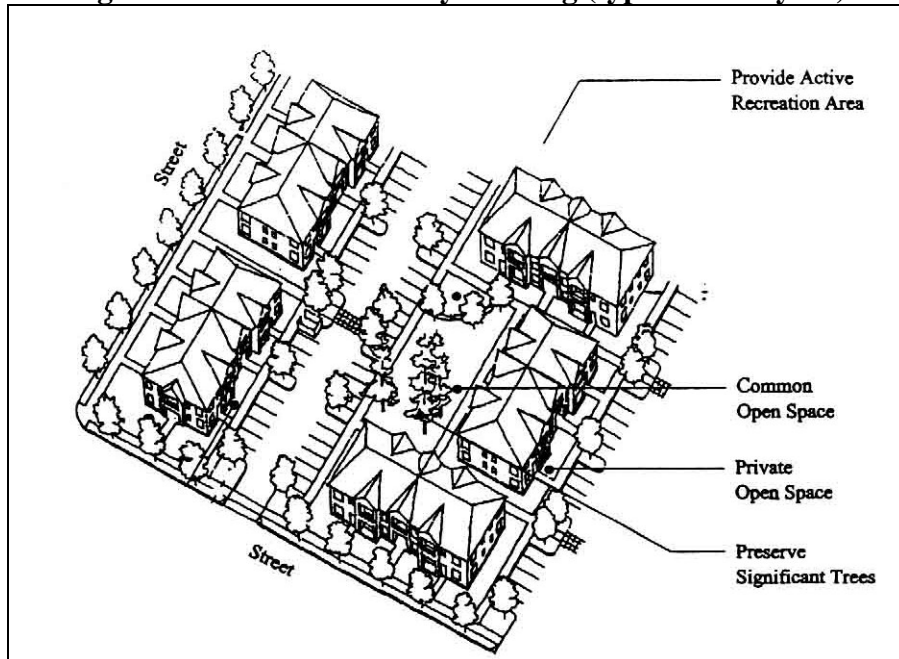 Provide Active
Recreation Area
Street
Common
Open Space
Private
Open Space
Street
Preserve
Significant Trees